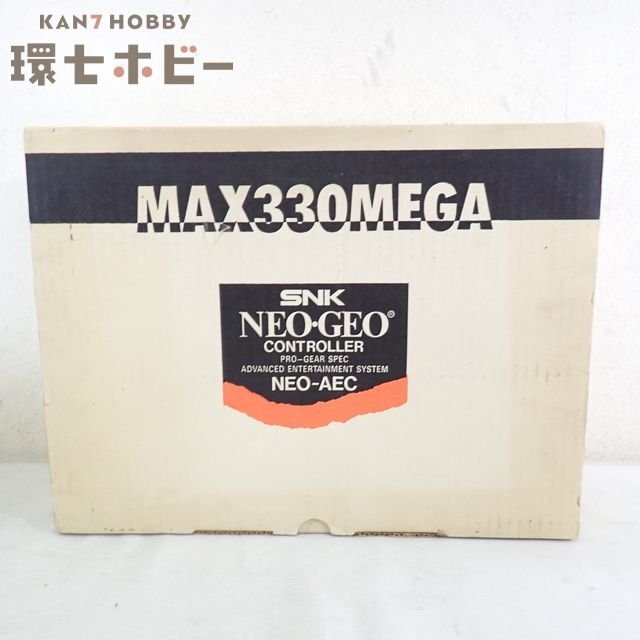 KAN7 HOBBY
環七ホビー
MAX330MEGA
SNK
NEO·GEO®
CONTROLLER
PRO-GEAR SPEC
ADVANCED ENTERTAINMENT SYSTEM
NEO-AEC